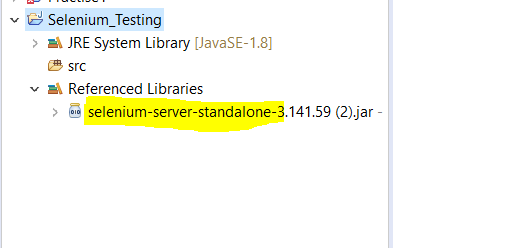 Selenium_Testing
JRE System Library [JavaSE-1.8]
src
Referenced Libraries
selenium-server-standalone-3.141.59 (2).jar -